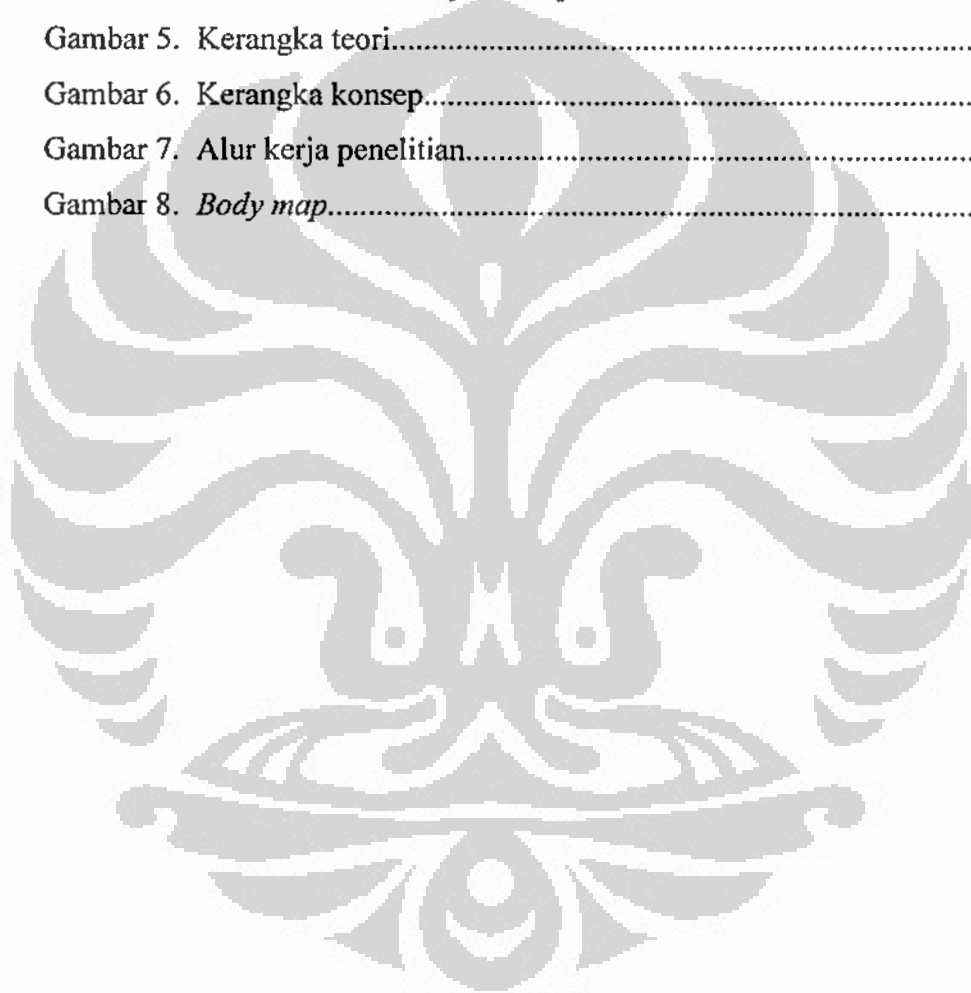 Gambar 5. Kerangka teori....................................................................
Gambar 6. Kerangka konsep................................................................
Gambar 7. Alur kerja penelitian...........................................................
Gambar 8. Body map............................................................................